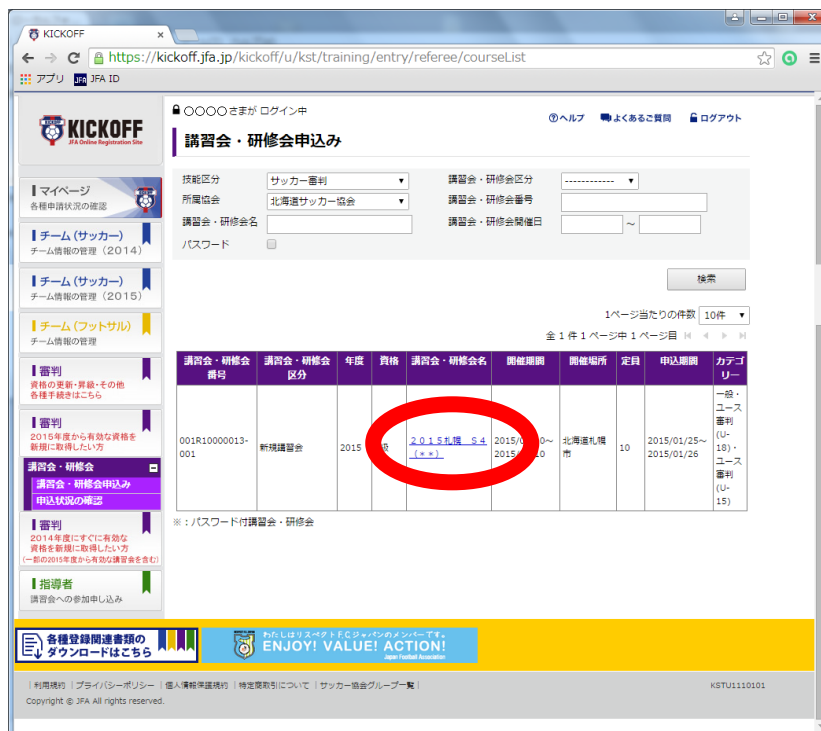 KICKOFF
https://kickoff.jfa.jp/kickoff/u/kst/training/entry/referee/courseList
アプリ JFA JFA ID
KICKOFF
JFA Online Registration Site
○○○○さまが ログイン中
ヘルプ よくあるご質問 ログアウト
講習会・研修会申込み
技能区分 サッカー審判 講習会・研修会区分 ------------
所属協会 北海道サッカー協会 講習会・研修会番号
講習会・研修会名 講習会・研修会開催日 ～
パスワード
検索
1ページ当たりの件数 10件
全 1 件 1 ページ中 1 ページ目
マイページ
各種申請状況の確認
チーム (サッカー)
チーム情報の管理 (2014)
チーム (サッカー)
チーム情報の管理 (2015)
チーム (フットサル)
チーム情報の管理
審判
資格の更新・昇級・その他
各種手続きはこちら
審判
2015年度から有効な資格を
新規に取得したい方
講習会・研修会
講習会・研修会申込み
申込状況の確認
審判
2014年度にすぐに有効な
資格を新規に取得したい方
(一部の2015年度から有効な講習会を含む)
指導者
講習会への参加申し込み
講習会・研修会番号 講習会・研修会区分 年度 資格 講習会・研修会名 開催期間 開催場所 定員 申込期間 カテゴリー
001R10000013-001 新規講習会 2015 級 2015札幌 S4 (**) 2015/0 0～ 2015/0 10 北海道札幌市 10 2015/01/25～2015/01/26 一般・ユース審判(U-18)・ユース審判(U-15)
※：パスワード付講習会・研修会
各種登録関連書類の
ダウンロードはこちら
わたしはリスペクトF.C.ジャパンのメンバーです。
ENJOY! VALUE! ACTION!
Japan Football Association
| 利用規約 | プライバシーポリシー | 個人情報保護規約 | 特定商取引について | サッカー協会グループ一覧 |
KSTU1110101
Copyright @ JFA All rights reserved.